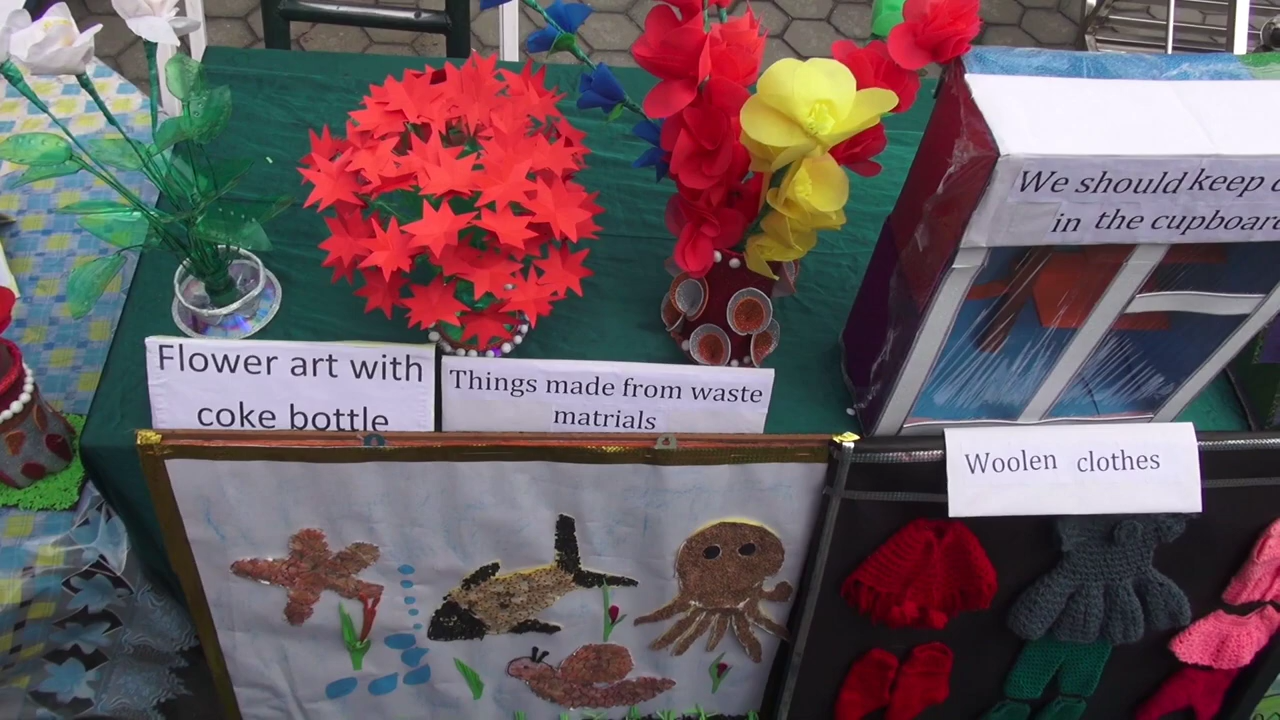 We should keep
in the cupboard
Flower art with
coke bottle
Things made from waste
matrials
Woolen clothes